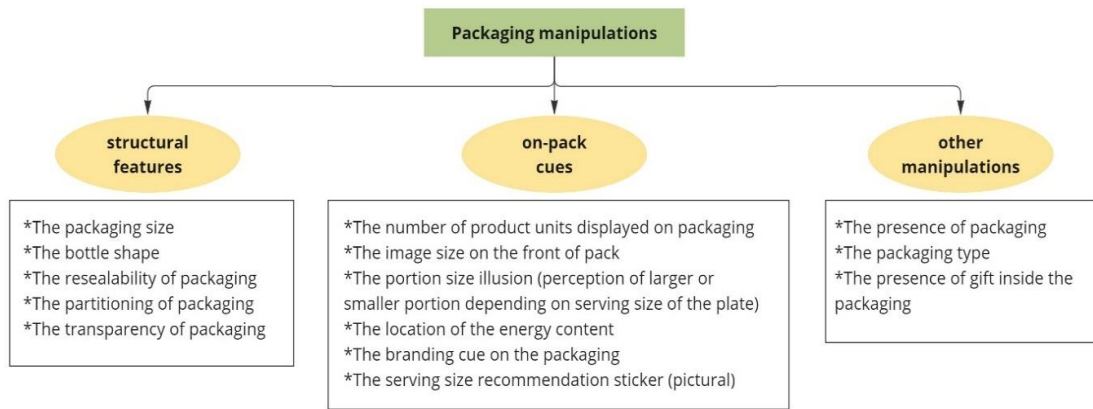 Packaging manipulations
structural
features
on-pack
cues
other
manipulations
*The packaging size
*The bottle shape
*The resealability of packaging
*The partitioning of packaging
*The transparency of packaging
*The number of product units displayed on packaging
*The image size on the front of pack
*The portion size illusion (perception of larger or
smaller portion depending on serving size of the plate)
*The location of the energy content
*The branding cue on the packaging
*The serving size recommendation sticker (pictural)
*The presence of packaging
*The packaging type
*The presence of gift inside the
packaging